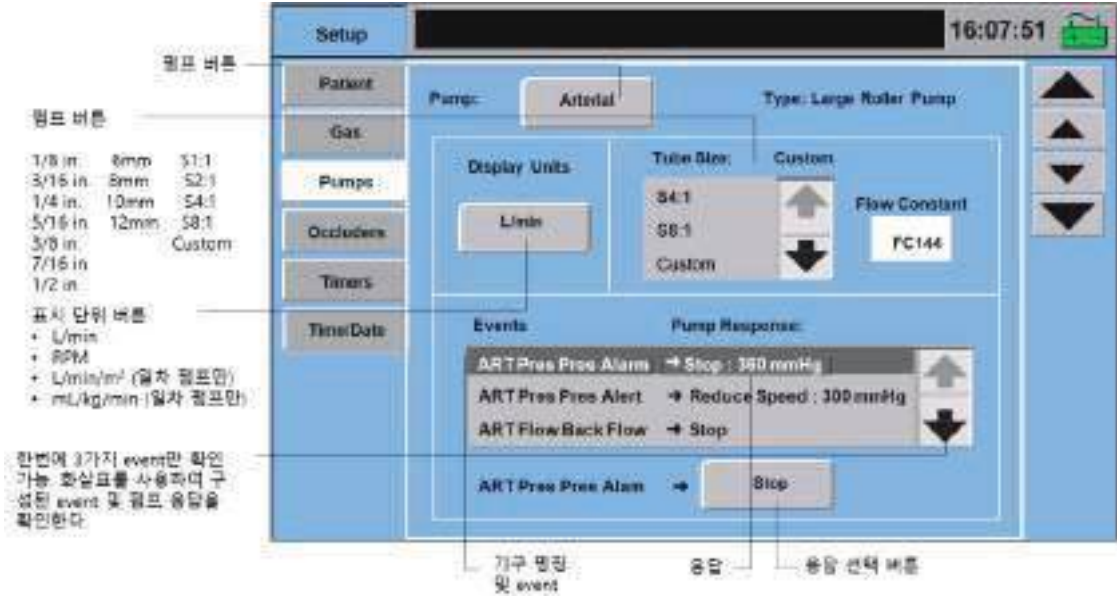 Setup
16:07:51
펌프 버튼
Patient
Gas
Pumps
Occluders
Timers
Time/Date
Pump:
Arterial
Type: Large Roller Pump
펌프 버튼
1/8 in. 6mm S1:1
3/16 in. 8mm S2:1
1/4 in. 10mm S4:1
5/16 in. 12mm S8:1
3/8 in. Custom
7/16 in
1/2 in
Display Units
L/min
Tube Size: Custom
S4:1
S8:1
Custom
Flow Constant
FC144
표시 단위 버튼
• L/min
• RPM
• L/min/m² (일차 펌프만)
• mL/kg/min (일차 펌프만)
Events Pump Response:
ART Pres Pres Alarm ➔ Stop : 360 mmHg
ART Pres Pres Alert ➔ Reduce Speed : 300 mmHg
ART Flow Back Flow ➔ Stop
ART Pres Pres Alam ➔ Stop
한번에 3가지 event만 확인
가능 화살표를 사용하여 구
성된 event 및 펌프 응답을
확인한다
기구 명칭
및 event
응답
응답 선택 버튼